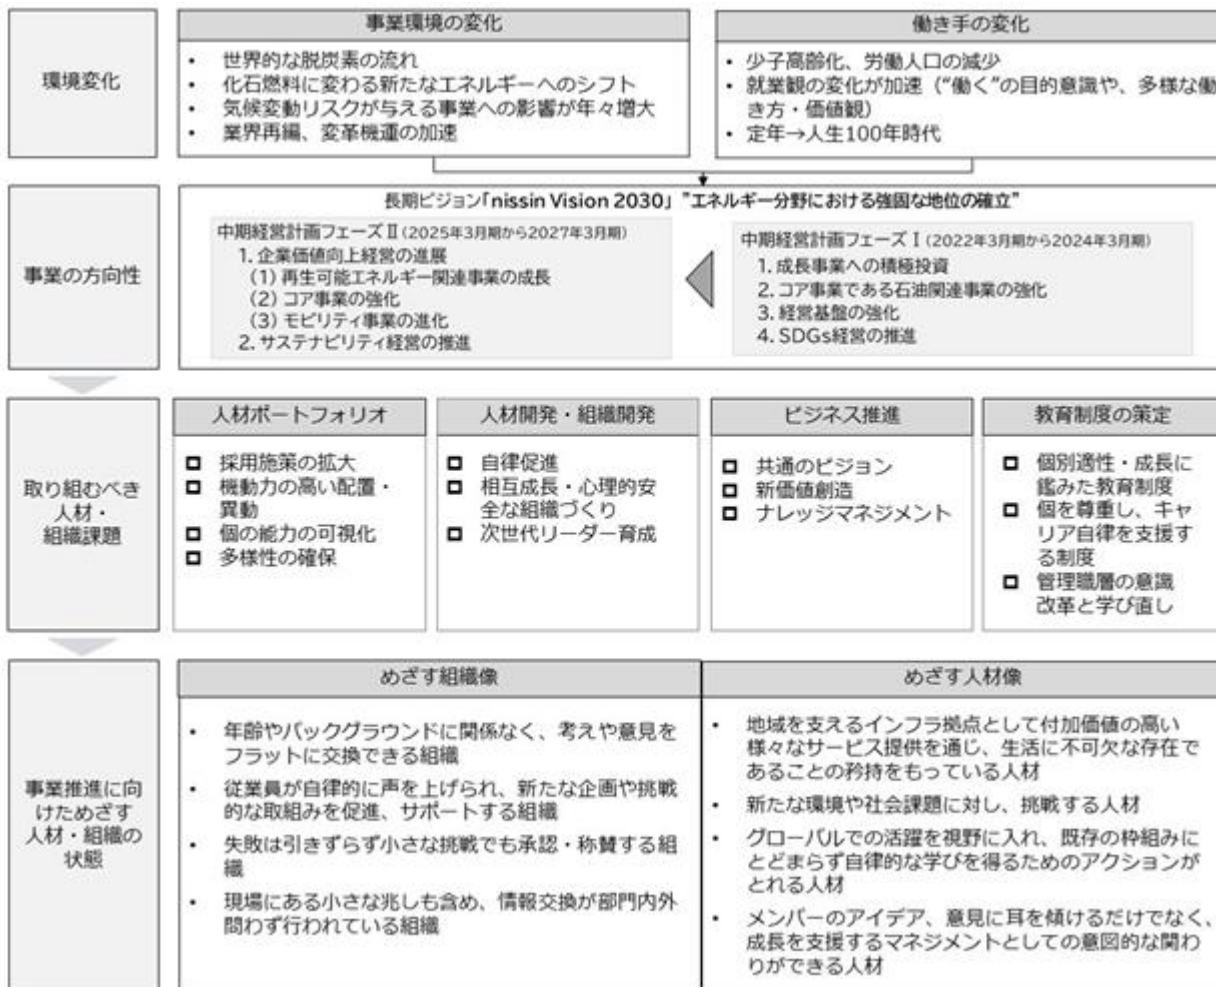 環境変化
事業環境の変化
• 世界的な脱炭素の流れ
• 化石燃料に変わる新たなエネルギーへのシフト
• 気候変動リスクが与える事業への影響が年々増大
• 業界再編、変革機運の加速
働き手の変化
• 少子高齢化、労働人口の減少
• 就業観の変化が加速（“働く”の目的意識や、多様な働
き方・価値観）
• 定年→人生100年時代
事業の方向性
長期ビジョン「nissin Vision 2030」 ”エネルギー分野における強固な地位の確立”
中期経営計画フェーズⅡ（2025年3月期から2027年3月期）
1. 企業価値向上経営の進展
（1）再生可能エネルギー関連事業の成長
（2）コア事業の強化
（3）モビリティ事業の進化
2. サステナビリティ経営の推進
中期経営計画フェーズⅠ（2022年3月期から2024年3月期）
1. 成長事業への積極投資
2. コア事業である石油関連事業の強化
3. 経営基盤の強化
4. SDGs経営の推進
取り組むべき
人材・
組織課題
人材ポートフォリオ
採用施策の拡大
機動力の高い配置・
異動
個の能力の可視化
多様性の確保
人材開発・組織開発
自律促進
相互成長・心理的安
全な組織づくり
次世代リーダー育成
ビジネス推進
共通のビジョン
新価値創造
ナレッジマネジメント
教育制度の策定
個別適性・成長に
鑑みた教育制度
個を尊重し、キャ
リア自律を支援す
る制度
管理職層の意識
改革と学び直し
事業推進に向
けためざす
人材・組織の
状態
めざす組織像
• 年齢やバックグラウンドに関係なく、考えや意見を
フラットに交換できる組織
• 従業員が自律的に声を上げられ、新たな企画や挑戦
的な取組みを促進、サポートする組織
• 失敗は引きずらず小さな挑戦でも承認・称賛する組
織
• 現場にある小さな兆しも含め、情報交換が部門内外
問わず行われている組織
めざす人材像
• 地域を支えるインフラ拠点として付加価値の高い
様々なサービス提供を通じ、生活に不可欠な存在で
あることの矜持をもっている人材
• 新たな環境や社会課題に対し、挑戦する人材
• グローバルでの活躍を視野に入れ、既存の枠組みに
とどまらず自律的な学びを得るためのアクションが
とれる人材
• メンバーのアイデア、意見に耳を傾けるだけでなく、
成長を支援するマネジメントとしての意図的な関わ
りができる人材